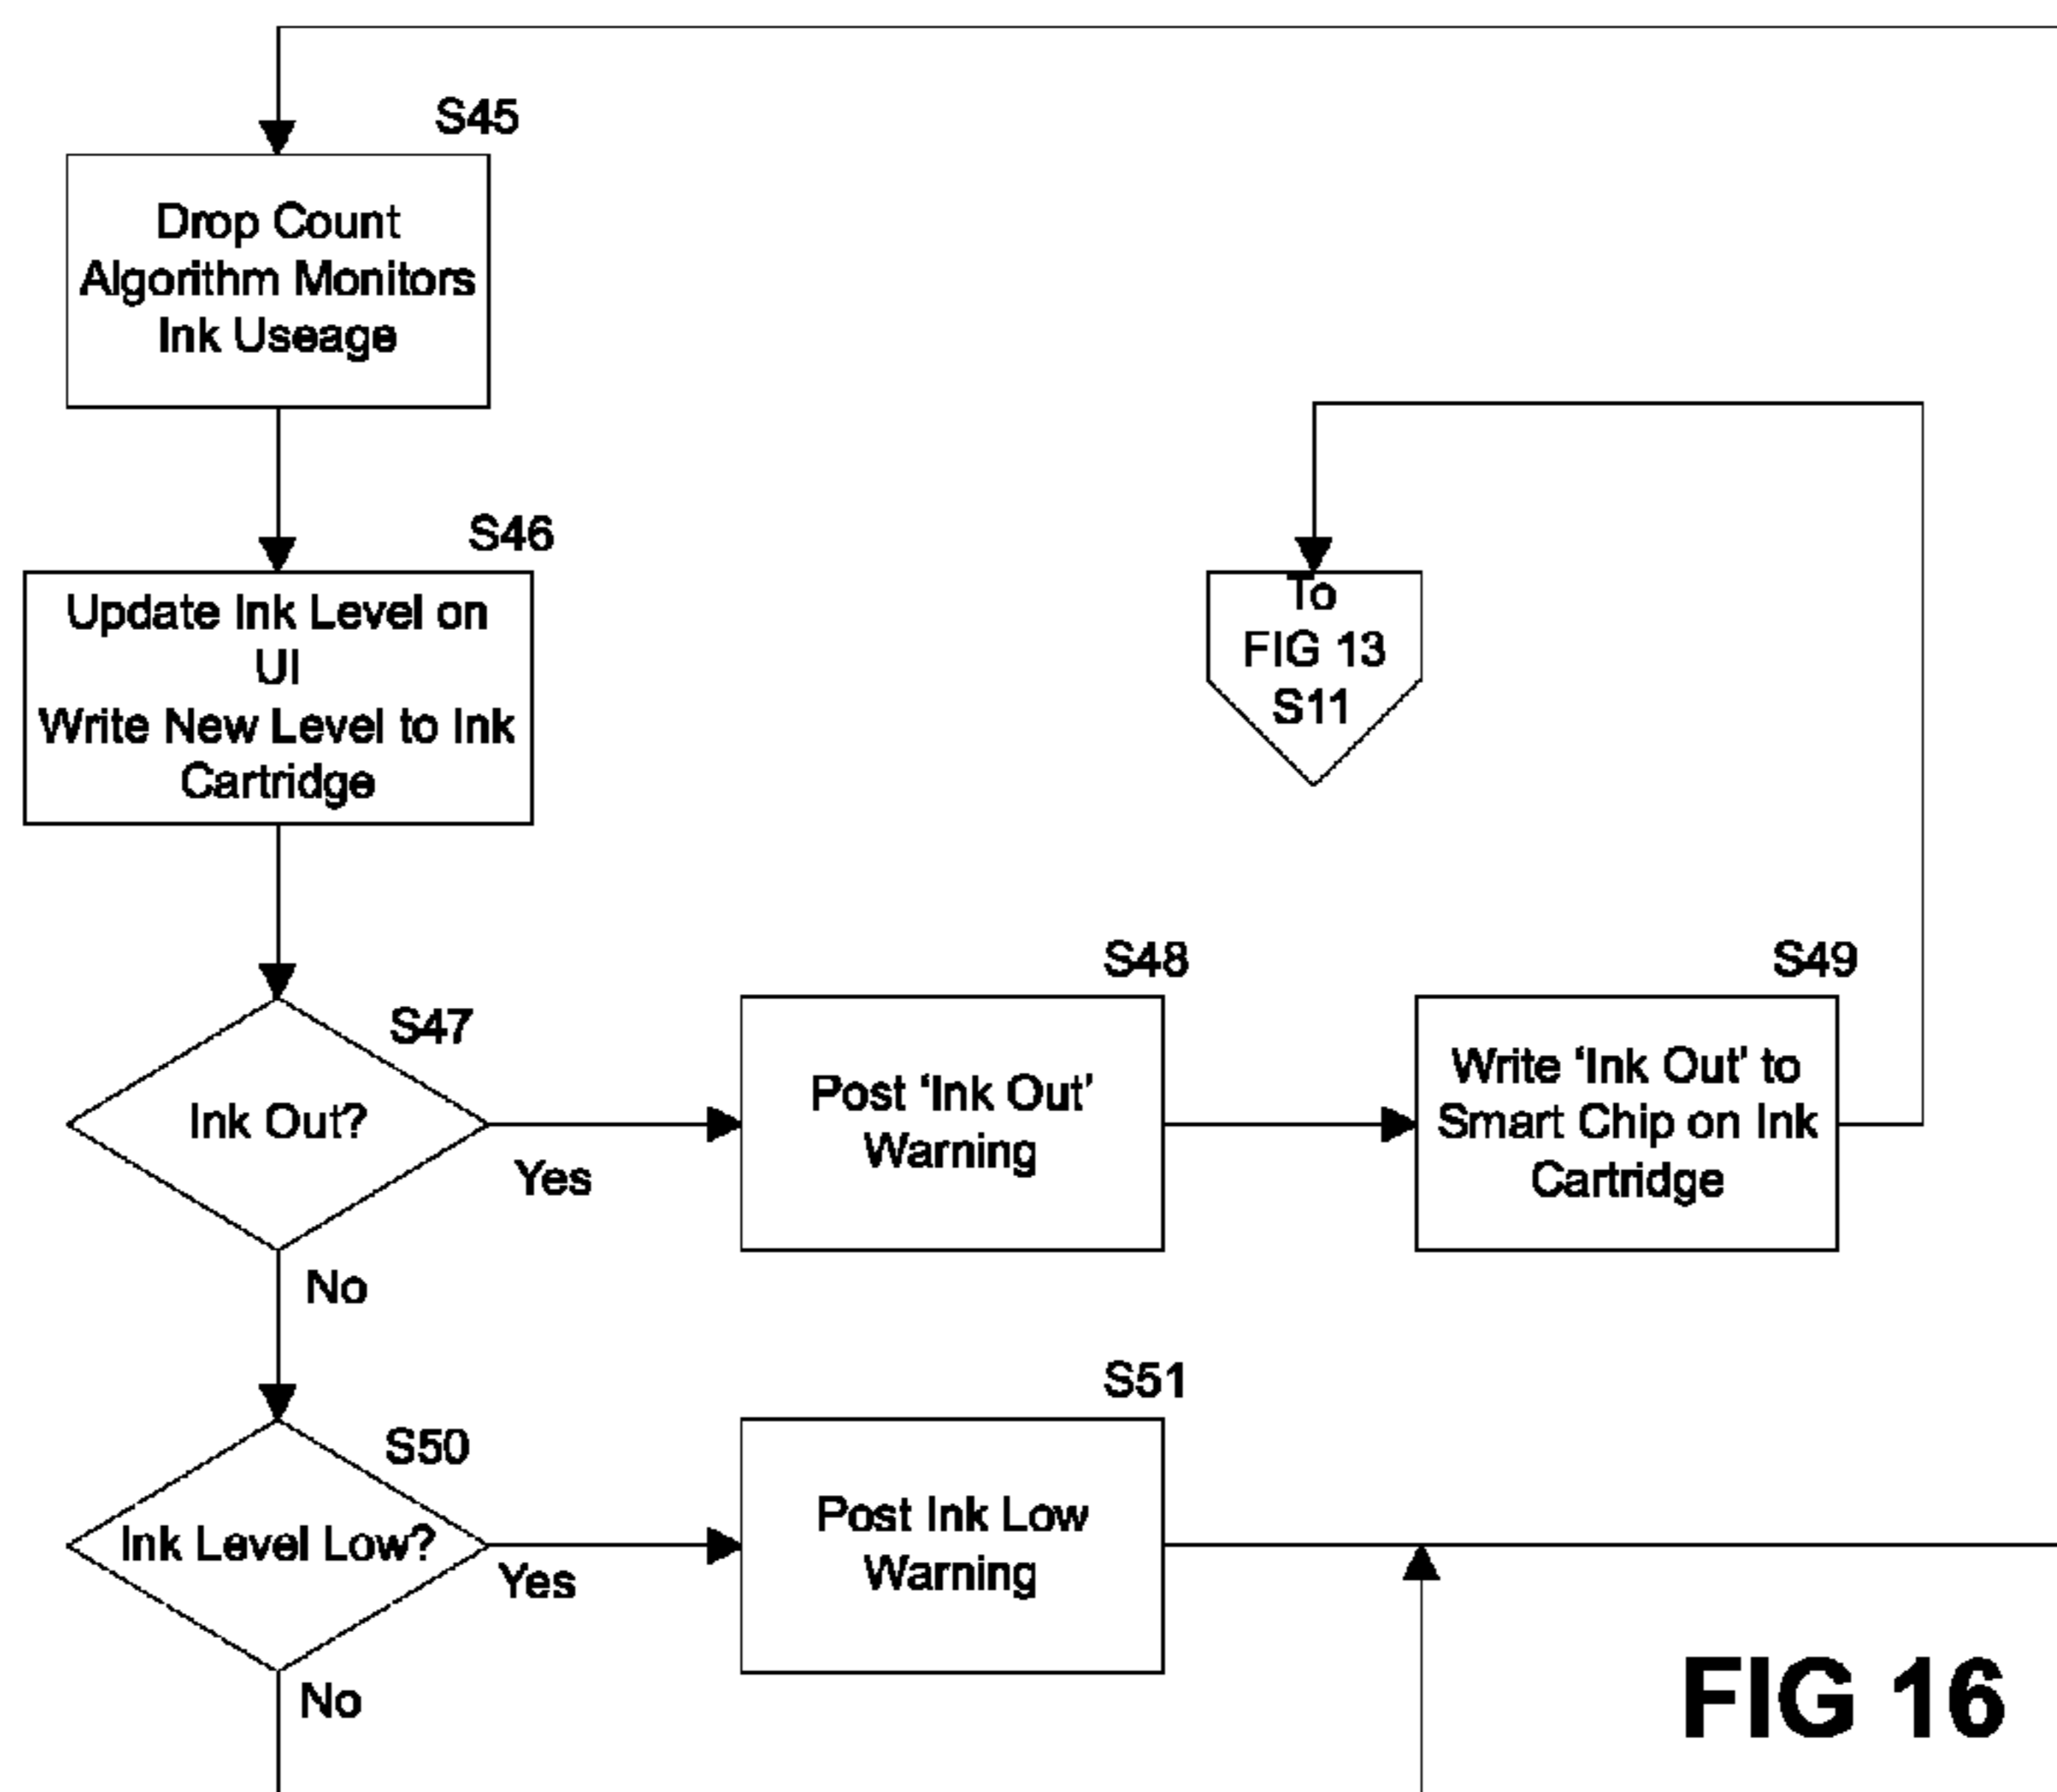 S45
Drop Count
Algorithm Monitors
Ink Useage
S46
Update Ink Level on
UI
Write New Level to Ink
Cartridge
To
FIG 13
S11
S47
Ink Out?
Yes
No
S48
Post ‘Ink Out’
Warning
S49
Write ‘Ink Out’ to
Smart Chip on Ink
Cartridge
S50
Ink Level Low?
Yes
No
S51
Post Ink Low
Warning
FIG 16